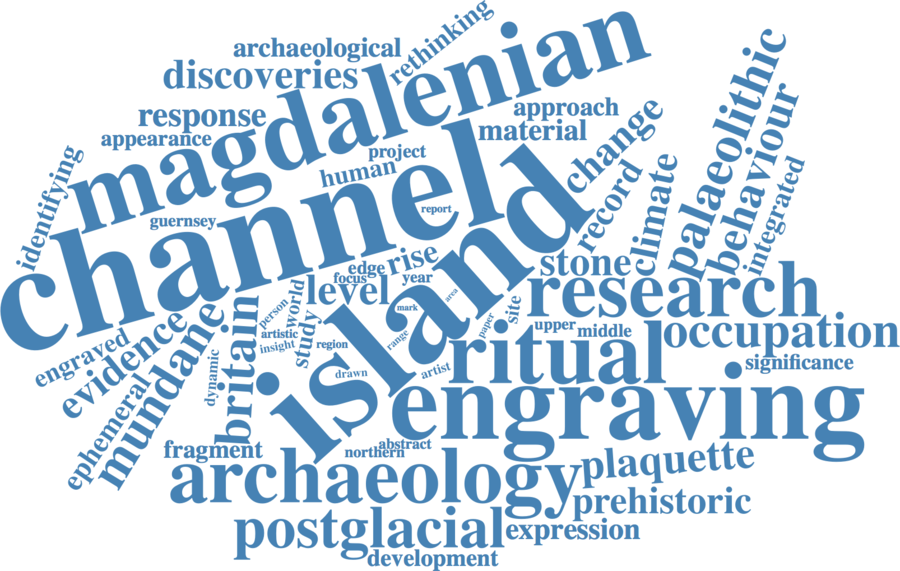 rethinking
archaeological
discoveries
magdalenian
response
approach
appearance
material
palaeolithic
change
project
human
identifying
behaviour
record
climate
integrated
report
guernsey
channel
island
edge
rise
focus
year
stone
level
world
area
mark
research
person
study
site
britain
evidence
mundane
engraved
artistic
insight
region
range
paper
upper
middle
occupation
ritual
significance
dynamic
drawn
artist
ephemeral
engraving
abstract
fragment
northern
archaeology
plaquette
prehistoric
postglacial
expression
development